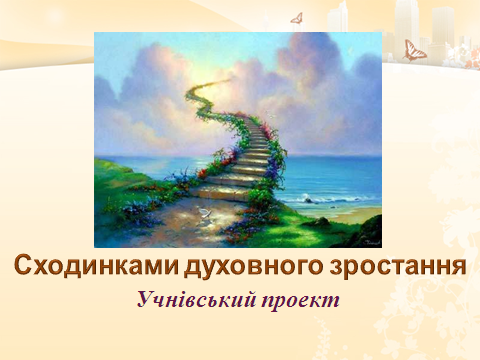 Сходинками духовного зростання
Учнівський проект